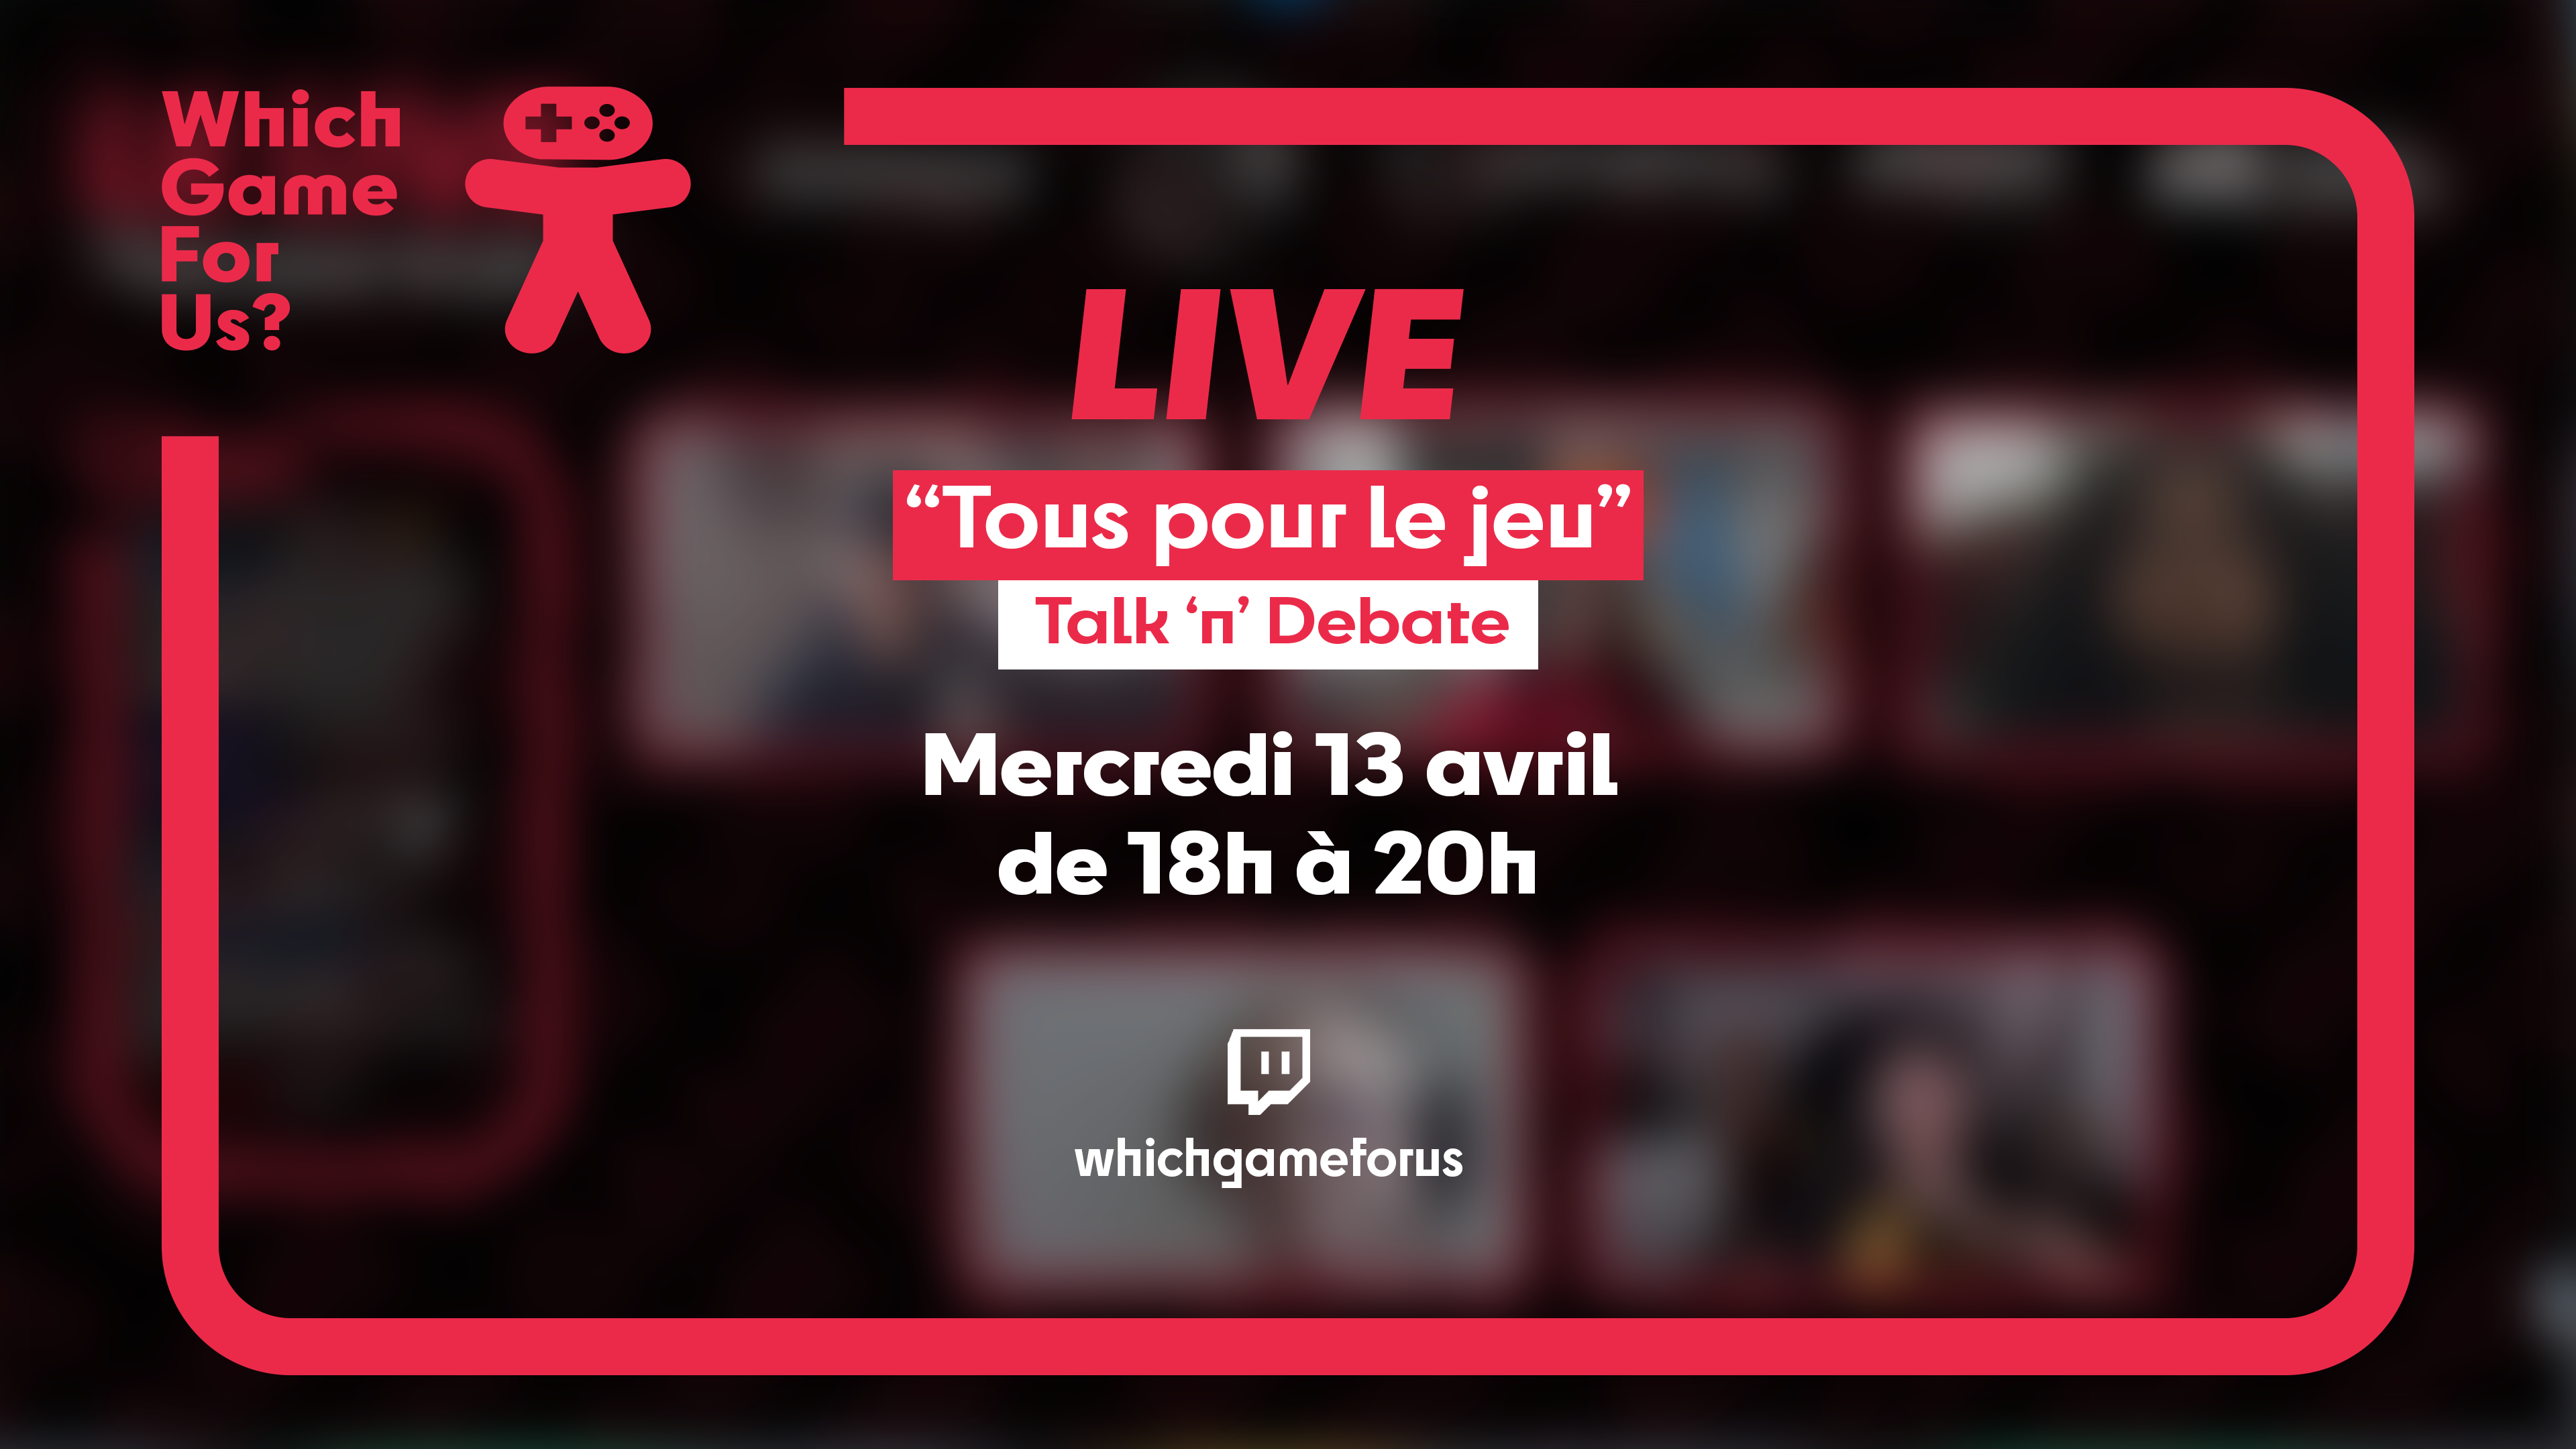 Which
Game
For
Us?
LIVE
“Tous pour le jeu”
Talk ‘n’ Debate
Mercredi 13 avril
de 18h à 20h
whichgameforus